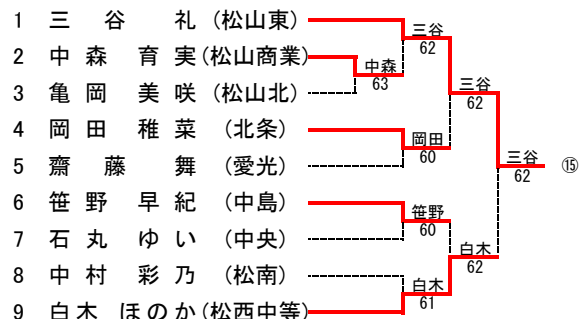 1 三谷 礼 (松山東)
2 中森 育実 (松山商業)
3 亀岡 美咲 (松山北)
4 岡田 稚菜 (北条)
5 齋藤 舞 (愛光)
6 笹野 早紀 (中島)
7 石丸 ゆい (中央)
8 中村 彩乃 (松南)
9 白木 ほのか (松西中等)
中森
63
三谷
62
岡田
60
笹野
60
白木
61
三谷
62
白木
62
三谷
62
⑮